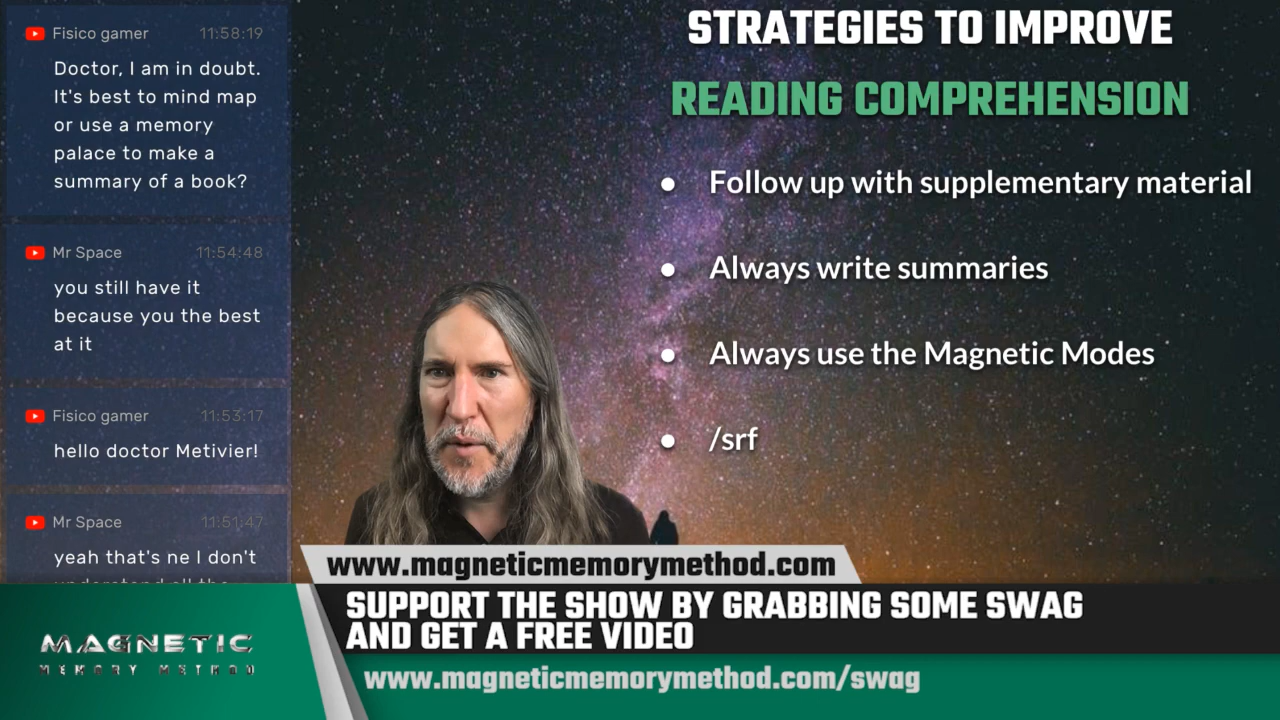 Fisico gamer 11:58:19
Doctor, I am in doubt.
It's best to mind map
or use a memory
palace to make a
summary of a book?
Mr Space 11:54:48
you still have it
because you the best
at it
Fisico gamer 11:53:17
hello doctor Metivier!
Mr Space 11:51:47
yeah that's ne I don't
STRATEGIES TO IMPROVE
READING COMPREHENSION
• Follow up with supplementary material
• Always write summaries
• Always use the Magnetic Modes
• /srf
www.magneticmemorymethod.com
SUPPORT THE SHOW BY GRABBING SOME SWAG
AND GET A FREE VIDEO
www.magneticmemorymethod.com/swag
MAGNETIC
MEMORY METHOD